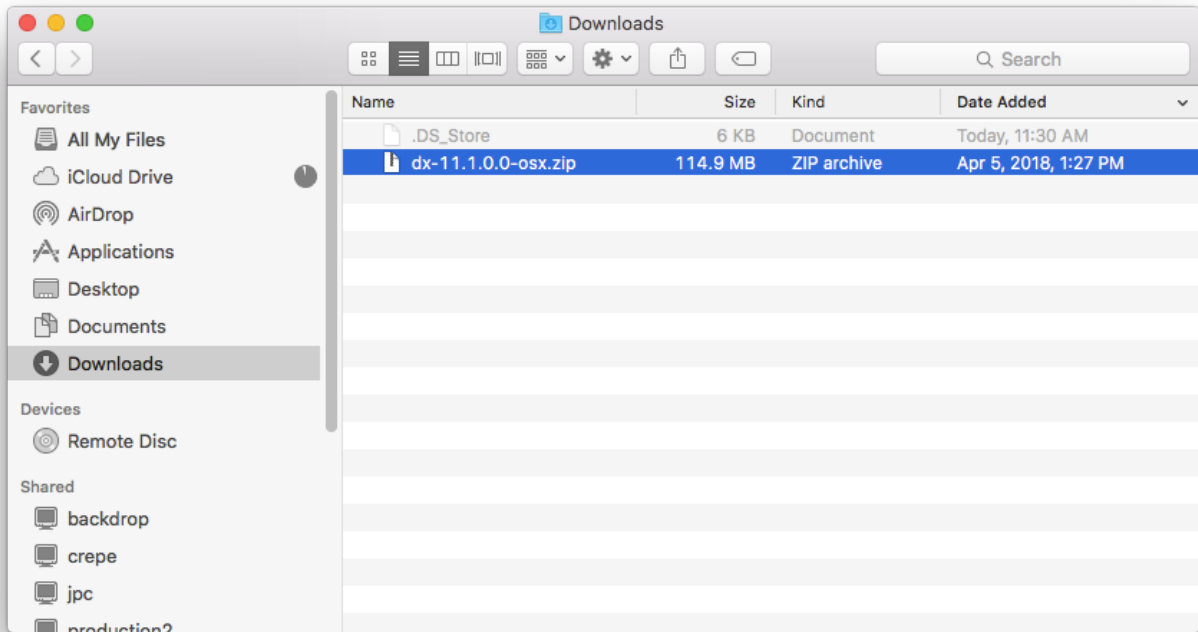 Downloads
Search
Favorites
All My Files
iCloud Drive
AirDrop
Applications
Desktop
Documents
Downloads
Devices
Remote Disc
Shared
backdrop
crepe
jpc
production2
Name Size Kind Date Added
.DS_Store 6 KB Document Today, 11:30 AM
dx-11.1.0.0-osx.zip 114.9 MB ZIP archive Apr 5, 2018, 1:27 PM